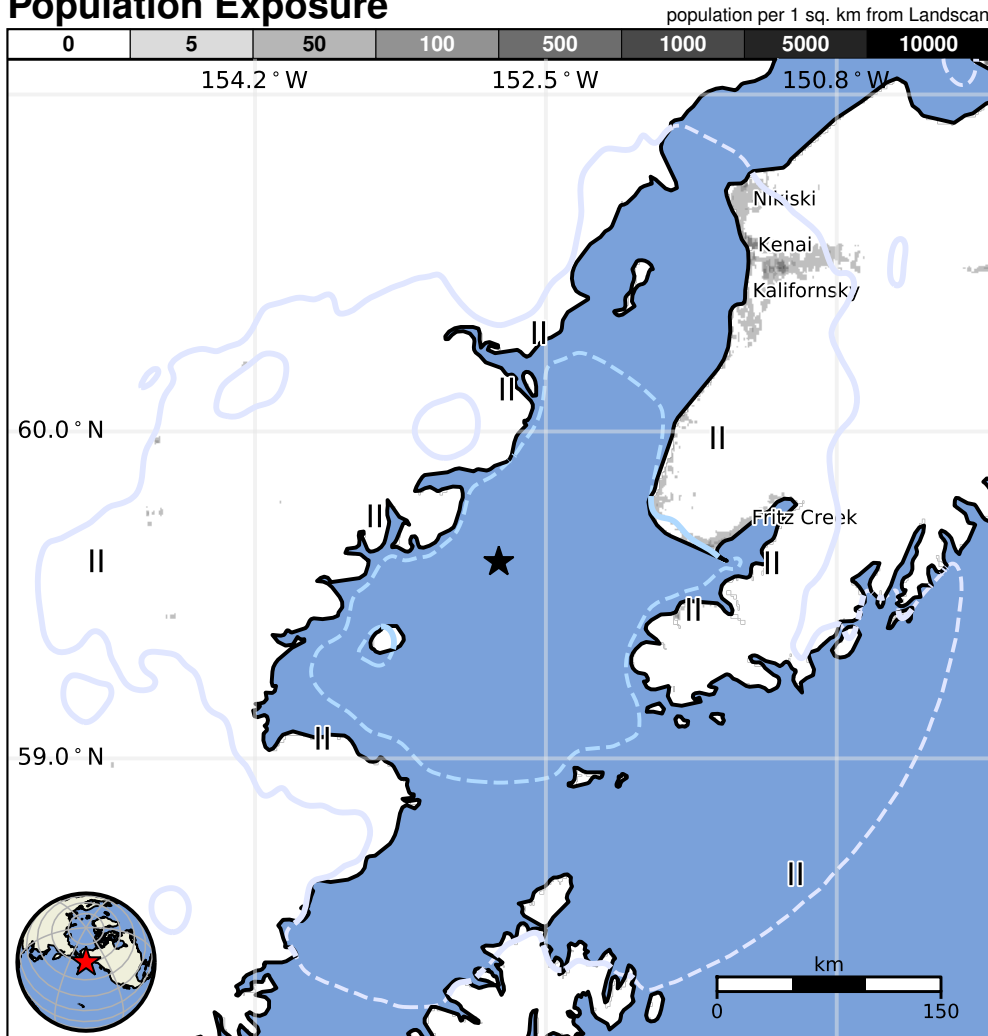 Population Exposure
population per 1 sq. km from Landscan
0 5 50 100 500 1000 5000 10000
154.2°W 152.5°W 150.8°W
Nikiski
Kenai
Kalifornsky
II
II
60.0°N
II
II
Fritz Creek
II
II
II
59.0°N
II
II
km
0 150